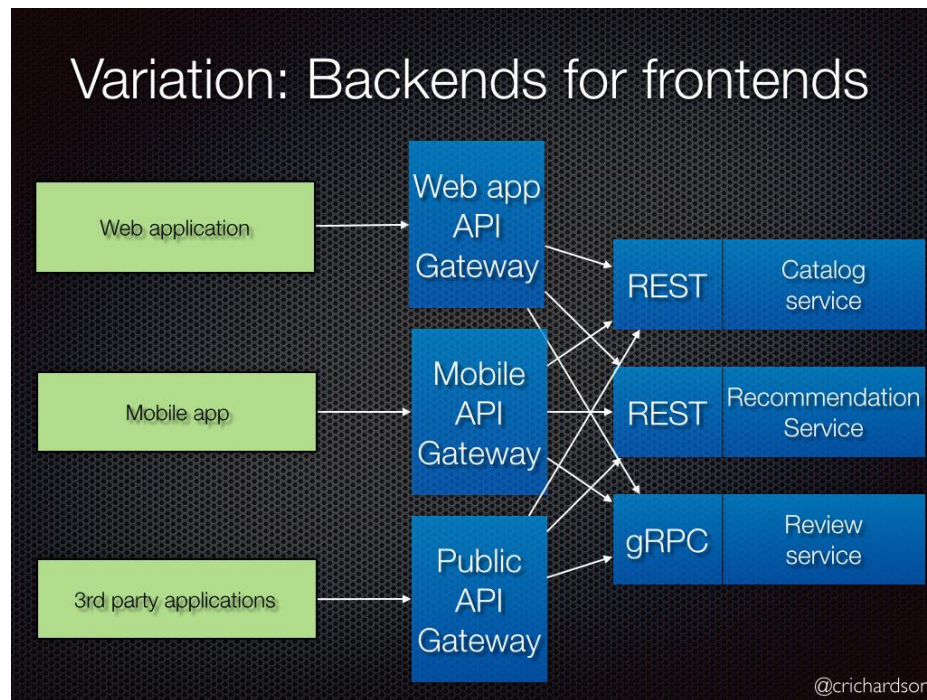 Variation: Backends for frontends
Web application
Web app
API
Gateway
REST
Catalog
service
Mobile app
Mobile
API
Gateway
REST
Recommendation
Service
3rd party applications
Public
API
Gateway
gRPC
Review
service
@crichardson